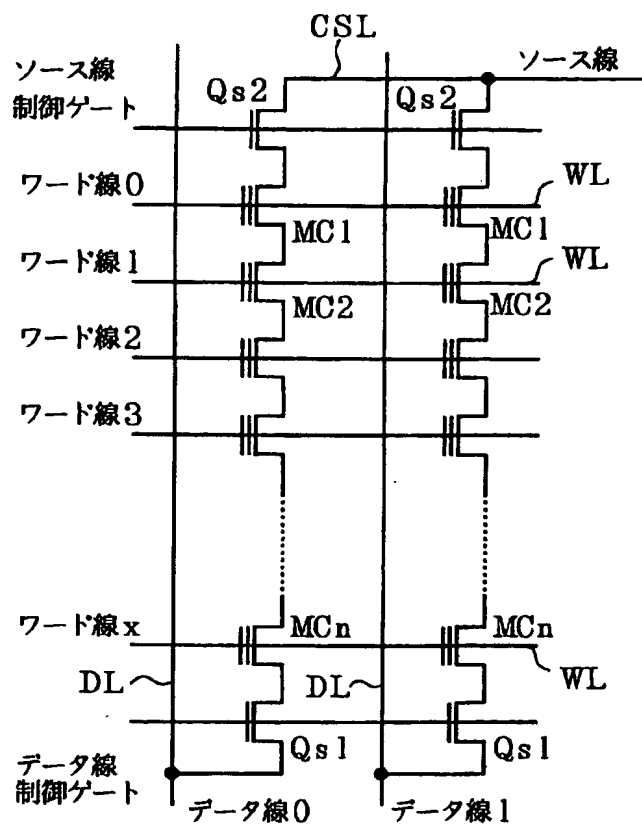 CSL
ソース線
ソース線
制御ゲート
Qs2
Qs2
ワード線0
WL
MC1
MC1
ワード線1
WL
MC2
MC2
ワード線2
ワード線3
ワード線x
MCn
MCn
DL
DL
WL
Qs1
Qs1
データ線
制御ゲート
データ線0
データ線1